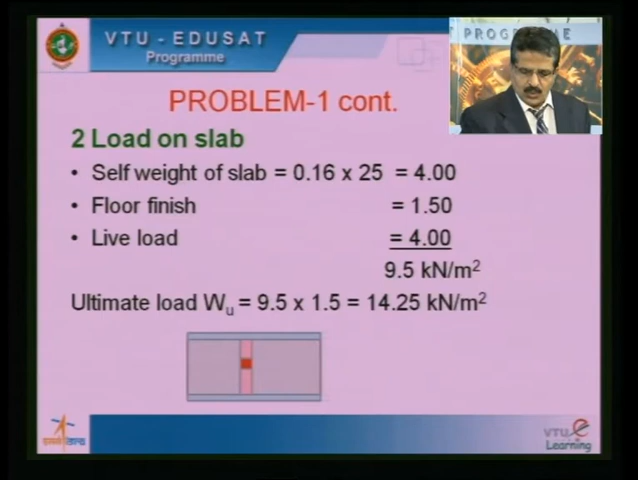 VTU - EDUSAT
Programme
PROGRAMME
PROBLEM-1 cont.
2 Load on slab
• Self weight of slab = 0.16 x 25 = 4.00
• Floor finish = 1.50
• Live load = 4.00
9.5 kN/m²
Ultimate load Wu = 9.5 x 1.5 = 14.25 kN/m²
VTU e
Learning